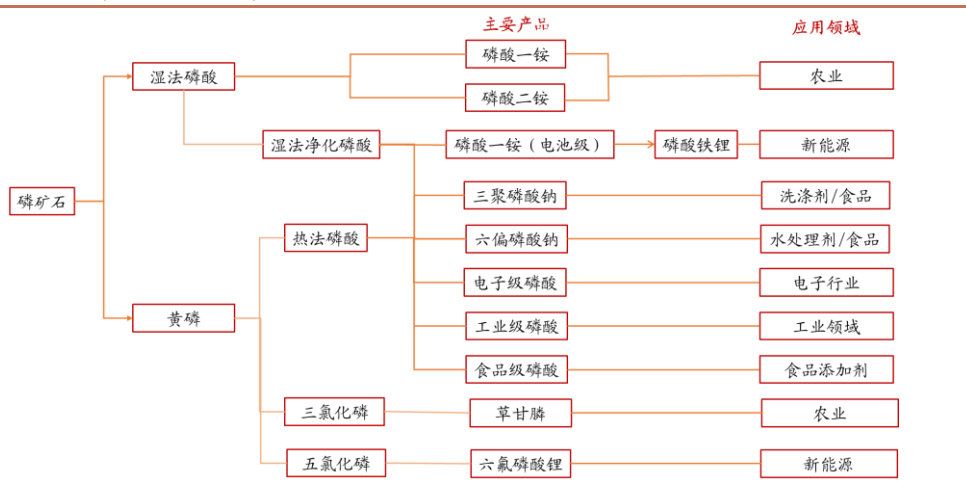 主要产品
应用领域
磷酸一铵
湿法磷酸
农业
磷酸二铵
湿法净化磷酸
磷酸一铵（电池级）
磷酸铁锂
新能源
磷矿石
三聚磷酸钠
洗涤剂/食品
热法磷酸
六偏磷酸钠
水处理剂/食品
电子级磷酸
电子行业
黄磷
工业级磷酸
工业领域
食品级磷酸
食品添加剂
三氯化磷
草甘膦
农业
五氯化磷
六氟磷酸锂
新能源